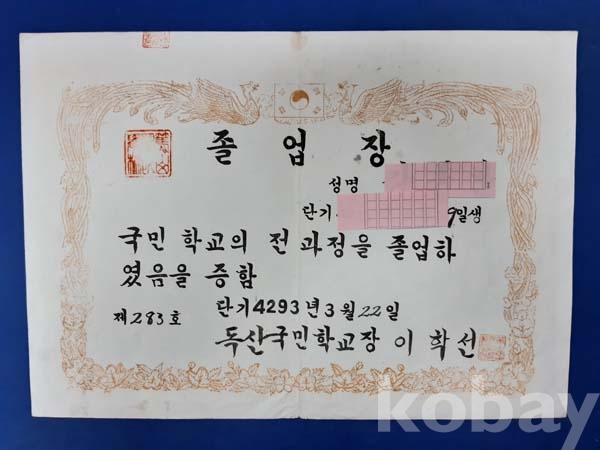 졸업장
성명
단기
9일생
국민 학교의 전 과정을 졸업하
였음을 증함
제283호
단기4293년3월22일
독산국민학교장 이학선
kobay